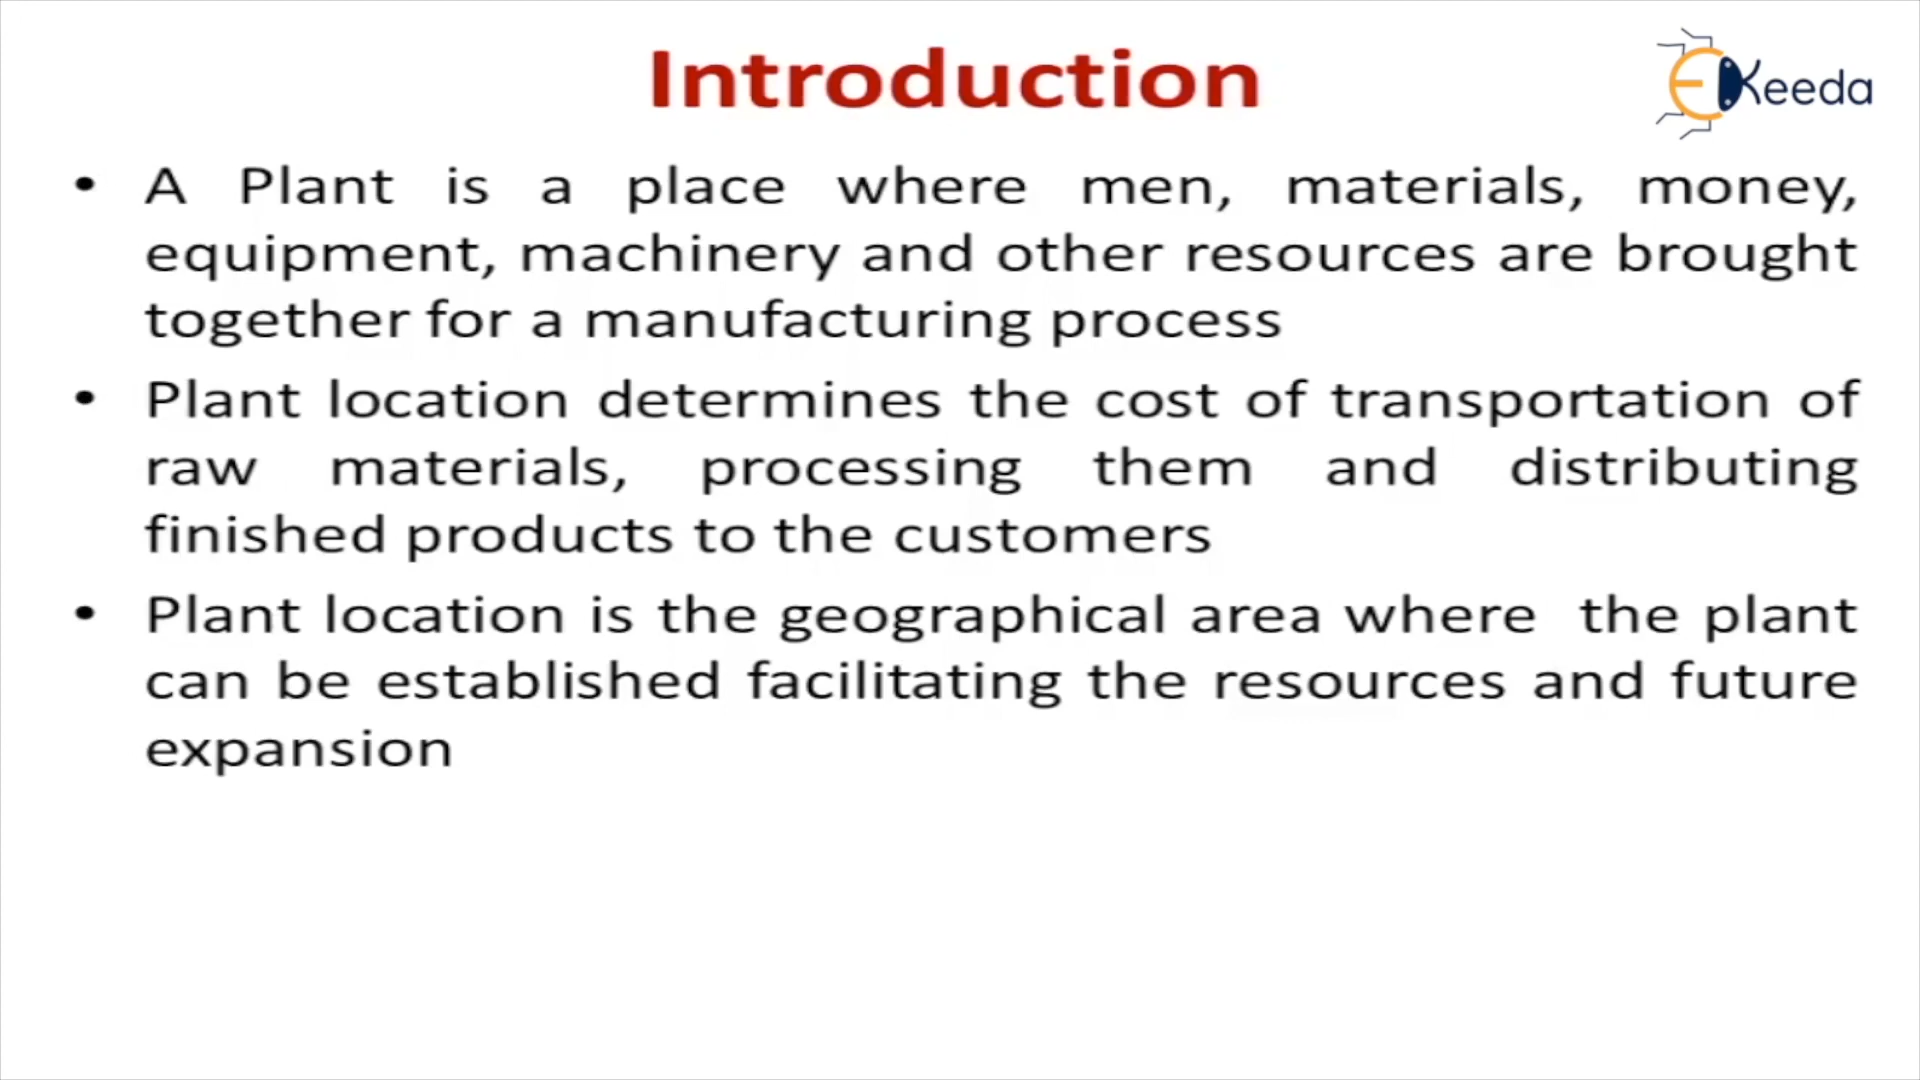 Introduction
EKeeda
• A Plant is a place where men, materials, money,
equipment, machinery and other resources are brought
together for a manufacturing process
• Plant location determines the cost of transportation of
raw materials, processing them and distributing
finished products to the customers
• Plant location is the geographical area where the plant
can be established facilitating the resources and future
expansion